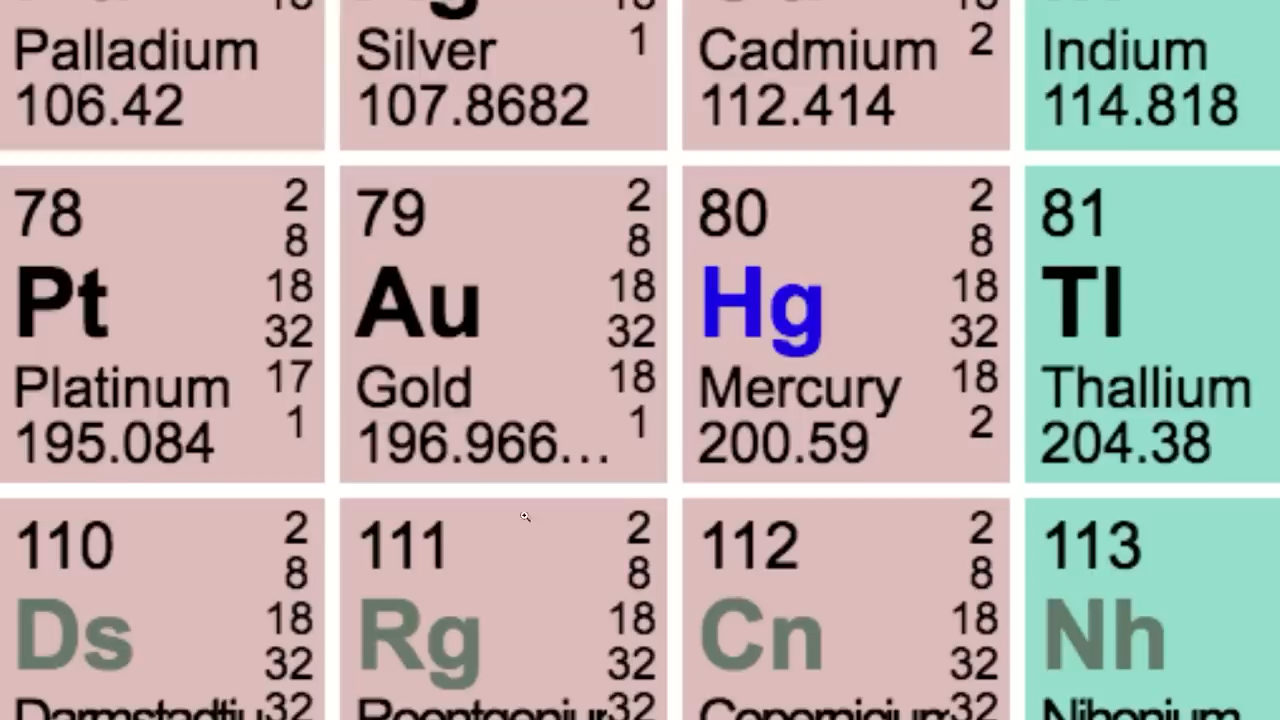 Palladium
106.42
Silver 1
107.8682
Cadmium 2
112.414
Indium
114.818
78 2
8
Pt 18
32
Platinum 17
195.084 1
79 2
8
Au 18
32
Gold 18
196.966... 1
80 2
8
Hg 18
32
Mercury 18
200.59 2
81
Tl
Thallium
204.38
110 2
8
Ds 18
32
32
111 2
8
Rg 18
32
32
112 2
8
Cn 18
32
32
113
Nh